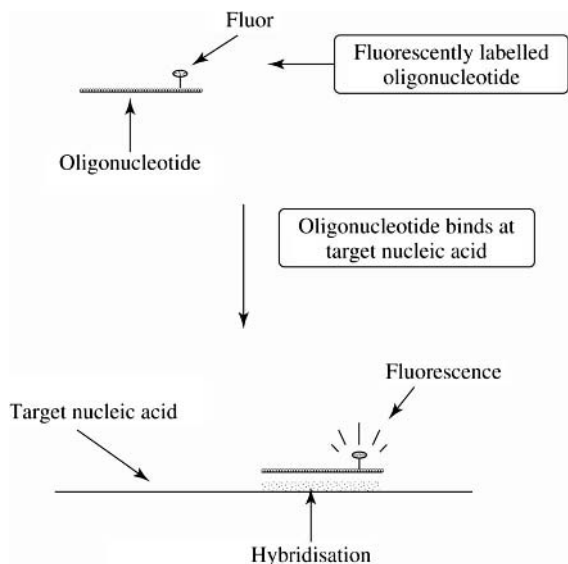 Fluor
Fluorescently labelled
oligonucleotide
Oligonucleotide
Oligonucleotide binds at
target nucleic acid
Fluorescence
Target nucleic acid
Hybridisation